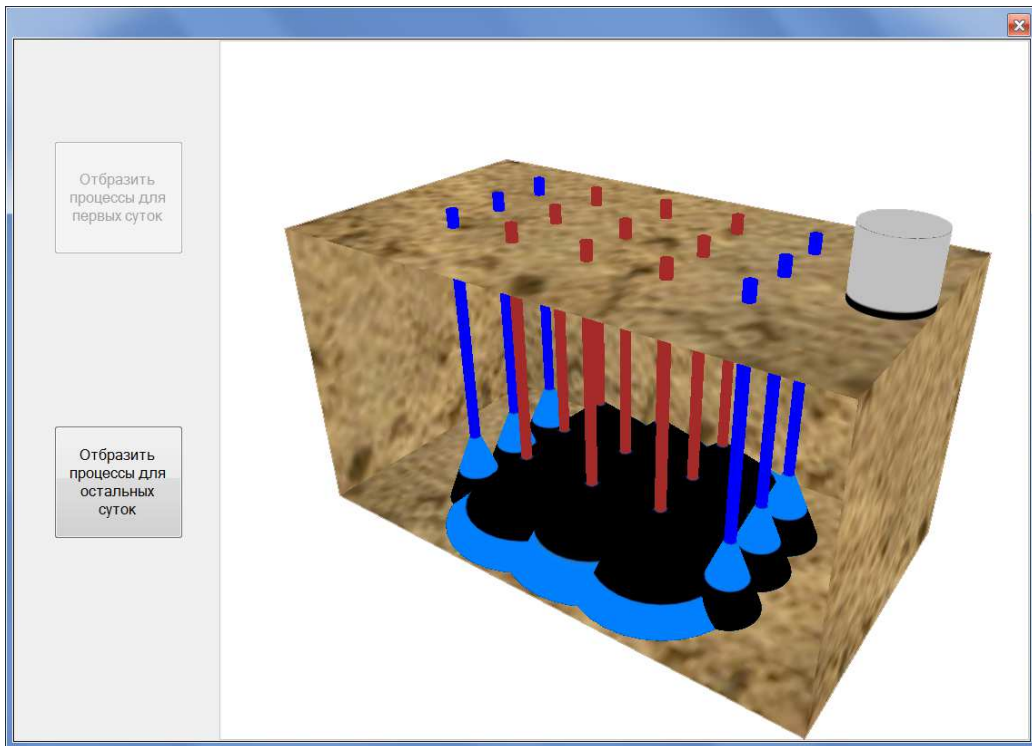 Отбразить
процессы для
первых суток
Отбразить
процессы для
остальных
суток